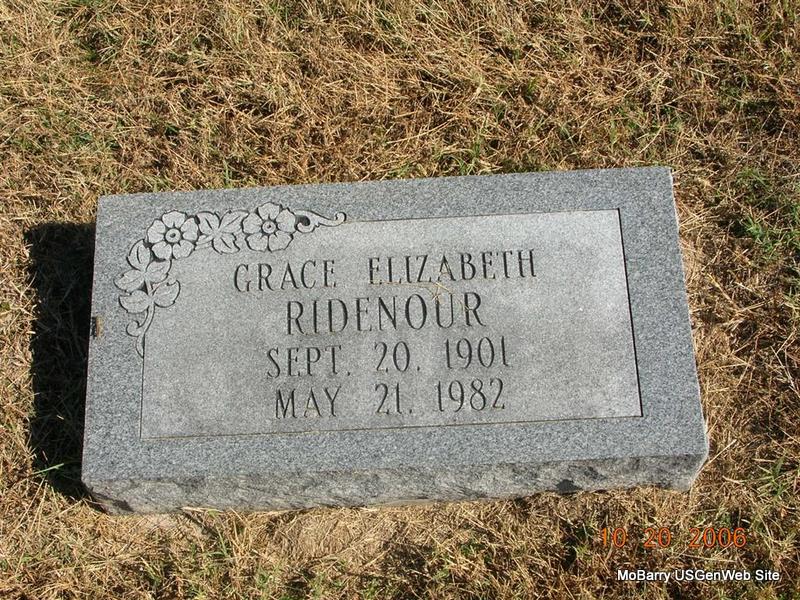 GRACE ELIZABETH
RIDENOUR
SEPT. 20. 1901
MAY 21. 1982
10 20 2006
MoBarry USGenWeb Site